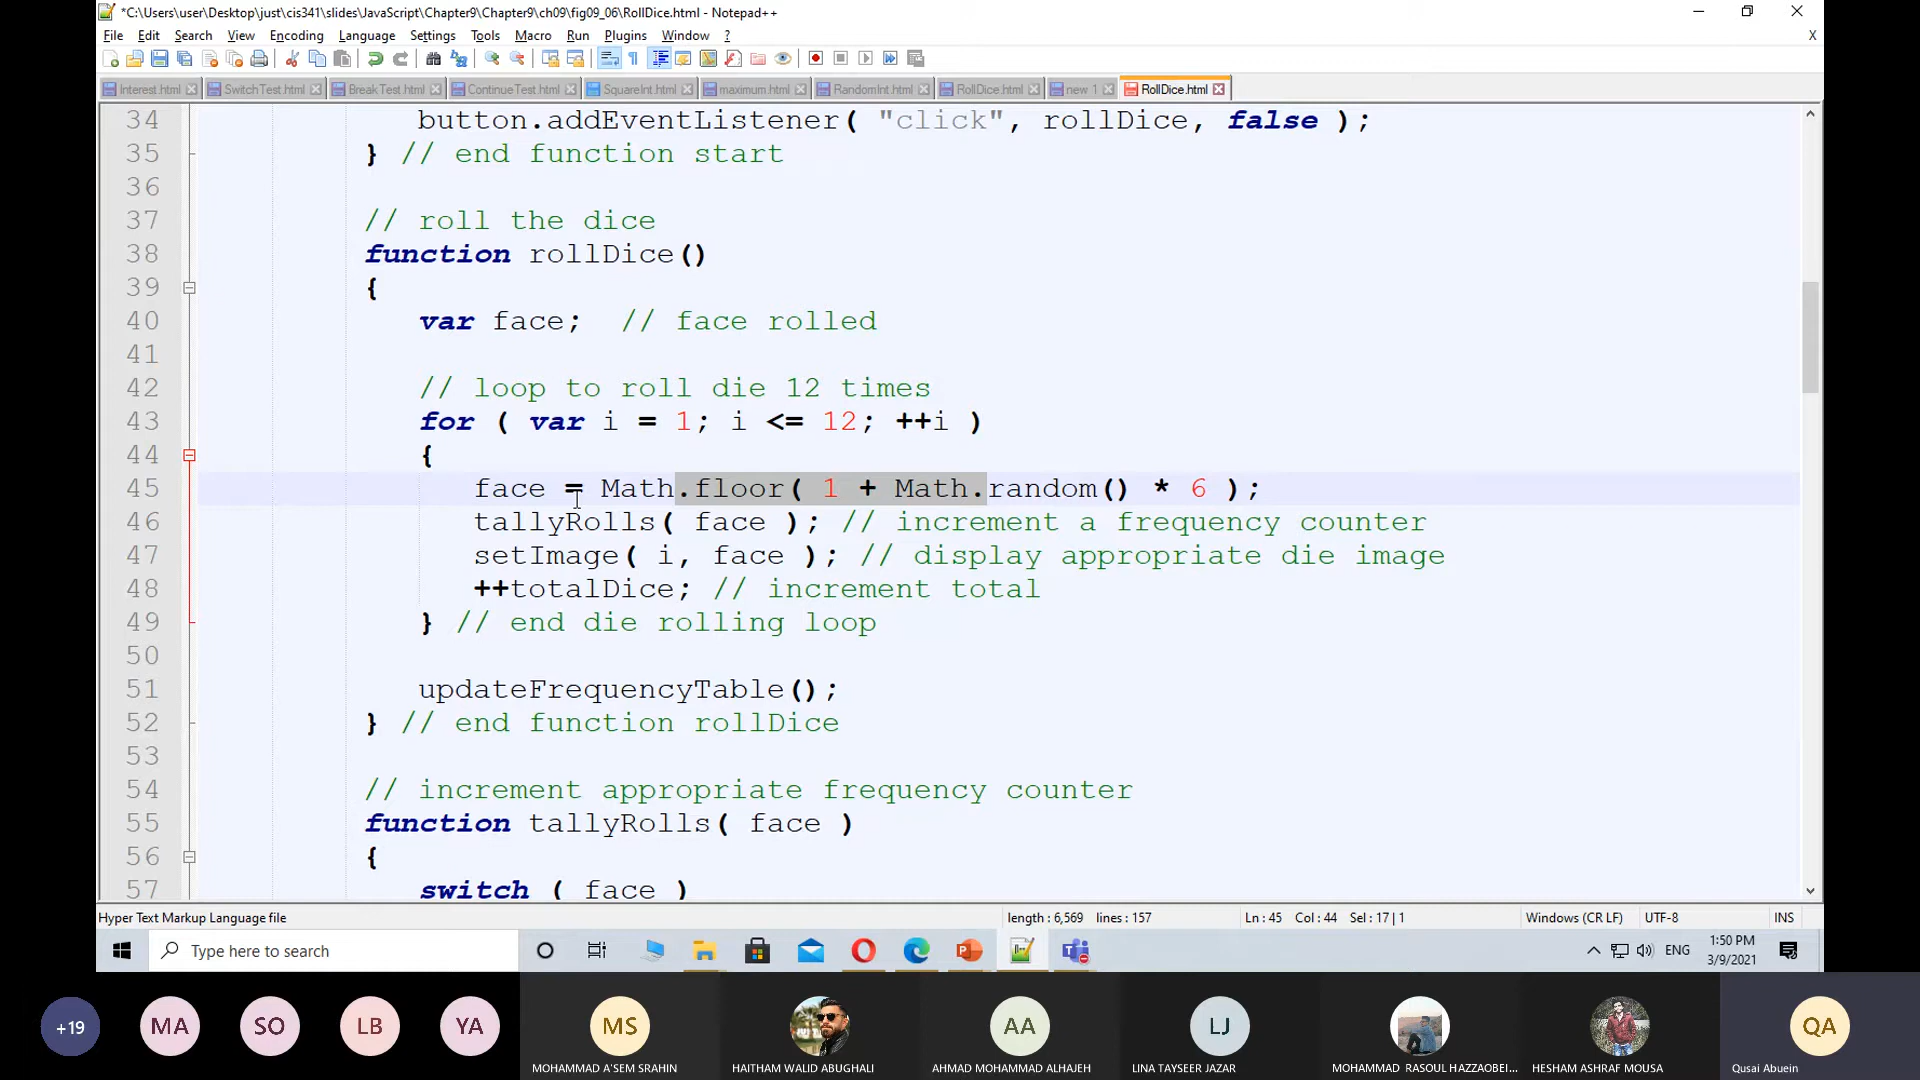 *C:\Users\user\Desktop\just\cis341\slides\JavaScript\Chapter9\Chapter9\ch09\fig09_06\RollDice.html - Notepad++
File Edit Search View Encoding Language Settings Tools Macro Run Plugins Window ? X
Interest.html SwitchTest.html BreakTest.html ContinueTest.html SquareInt.html maximum.html RandomInt.html RollDice.html new 1 RollDice.html
34 button.addEventListener( "click", rollDice, false );
35 } // end function start
36
37 // roll the dice
38 function rollDice()
39 {
40 var face; // face rolled
41
42 // loop to roll die 12 times
43 for ( var i = 1; i <= 12; ++i )
44 {
45 face = Math.floor( 1 + Math.random() * 6 );
46 tallyRolls( face ); // increment a frequency counter
47 setImage( i, face ); // display appropriate die image
48 ++totalDice; // increment total
49 } // end die rolling loop
50
51 updateFrequencyTable();
52 } // end function rollDice
53
54 // increment appropriate frequency counter
55 function tallyRolls( face )
56 {
57 switch ( face )
Hyper Text Markup Language file length : 6,569 lines : 157 Ln : 45 Col : 44 Sel : 17 | 1 Windows (CR LF) UTF-8 INS
Type here to search ENG 1:50 PM
3/9/2021
+19 MA SO LB YA MS AA LJ QA
MOHAMMAD A'SEM SRAHIN HAITHAM WALID ABUGHALI AHMAD MOHAMMAD ALHAJEH LINA TAYSEER JAZAR MOHAMMAD RASOUL HAZZAOBEI... HESHAM ASHRAF MOUSA Qusai Abuein